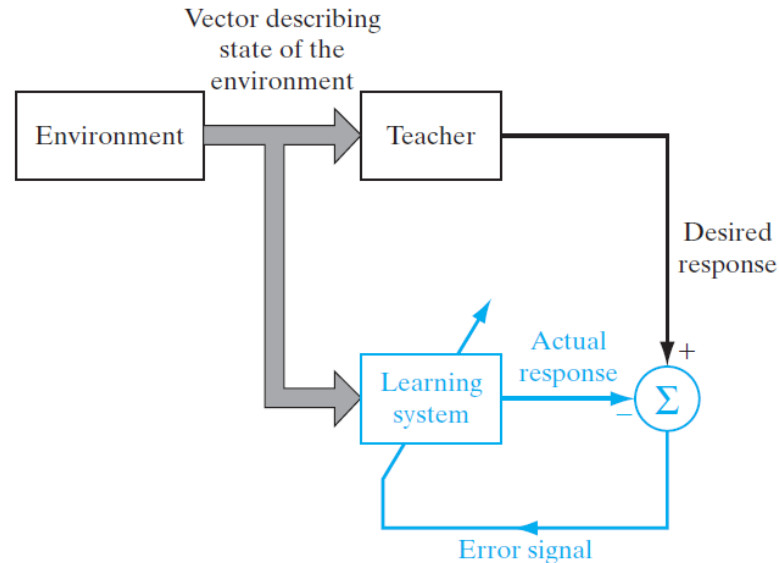 Vector describing
state of the
environment
Environment
Teacher
Desired
response
+
Actual
response
Learning
system
−
Σ
Error signal